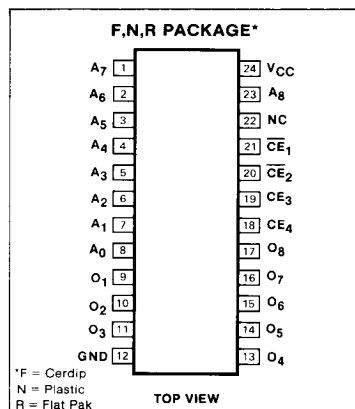 F,N,R PACKAGE*
A7 1 24 VCC
A6 2 23 A8
A5 3 22 NC
A4 4 21 C̅E̅1
A3 5 20 C̅E̅2
A2 6 19 CE3
A1 7 18 CE4
A0 8 17 O8
O1 9 16 O7
O2 10 15 O6
O3 11 14 O5
GND 12 13 O4
*F = Cerdip
N = Plastic
R = Flat Pak
TOP VIEW